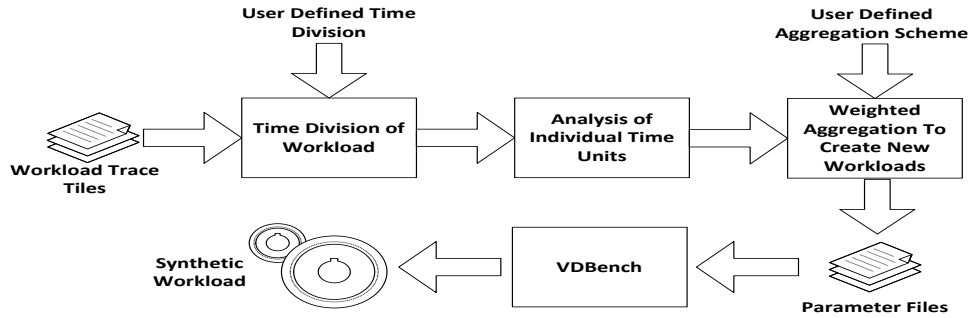 User Defined Time
Division
User Defined
Aggregation Scheme
Workload Trace
Tiles
Time Division of
Workload
Analysis of
Individual Time
Units
Weighted
Aggregation To
Create New
Workloads
Synthetic
Workload
VDBench
Parameter Files